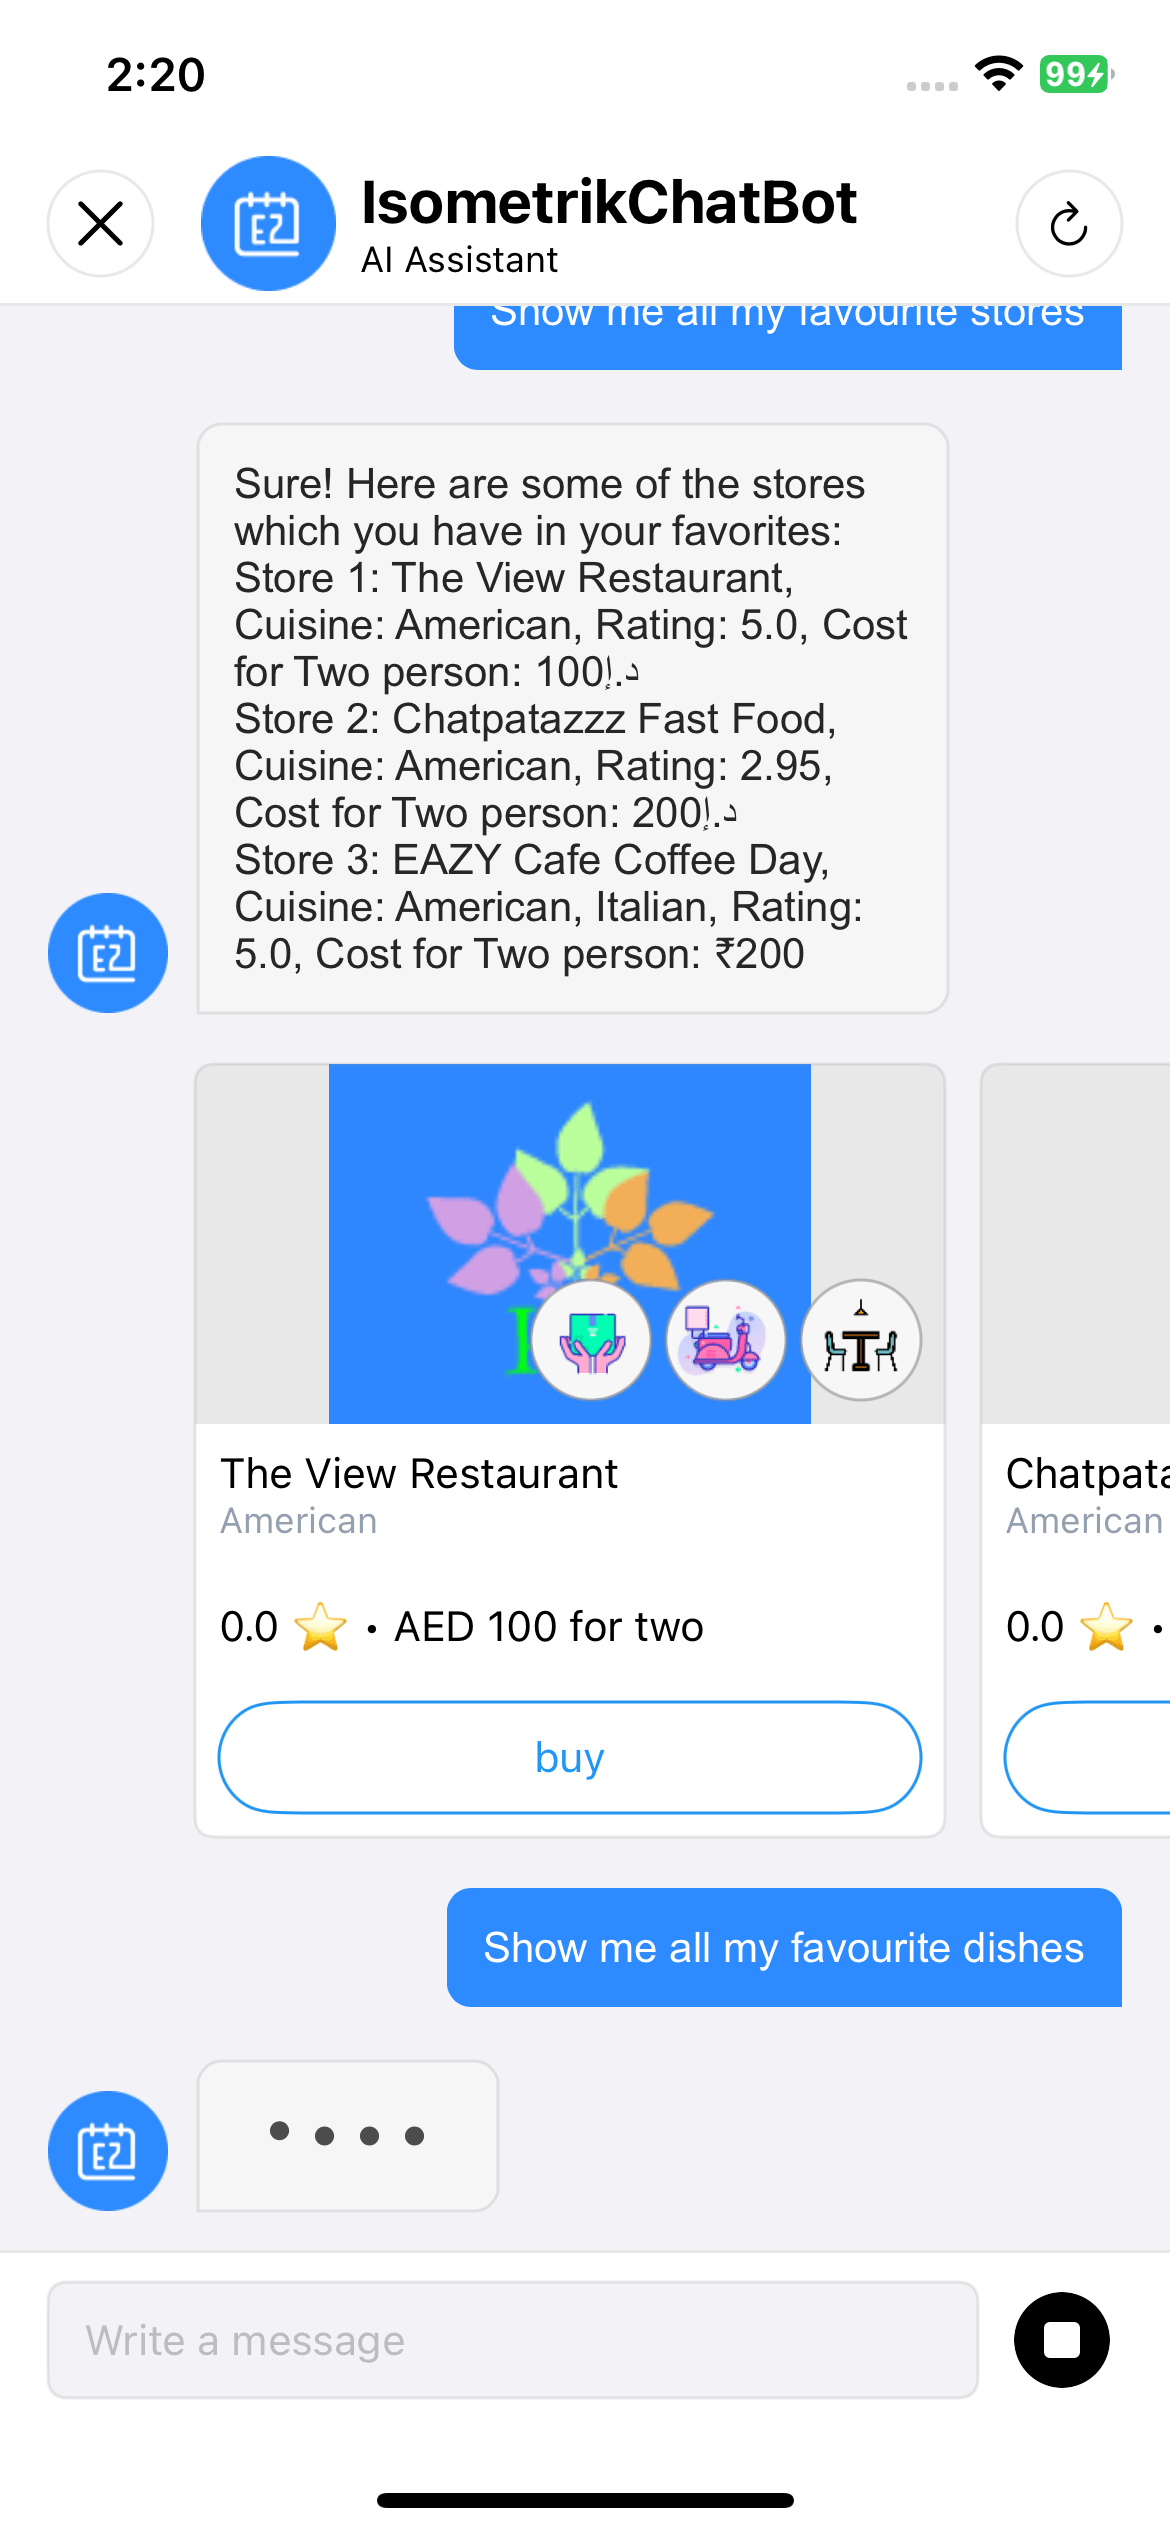 2:20
99
IsometrikChatBot
AI Assistant
EZ
Show me all my favourite stores
Sure! Here are some of the stores
which you have in your favorites:
Store 1: The View Restaurant,
Cuisine: American, Rating: 5.0, Cost
for Two person: 100د.إ
Store 2: Chatpatazzz Fast Food,
Cuisine: American, Rating: 2.95,
Cost for Two person: 200د.إ
Store 3: EAZY Cafe Coffee Day,
Cuisine: American, Italian, Rating:
5.0, Cost for Two person: ₹200
EZ
I
The View Restaurant
American
0.0 ⭐ • AED 100 for two
buy
Chatpata
American
0.0 ⭐ •
Show me all my favourite dishes
EZ
Write a message